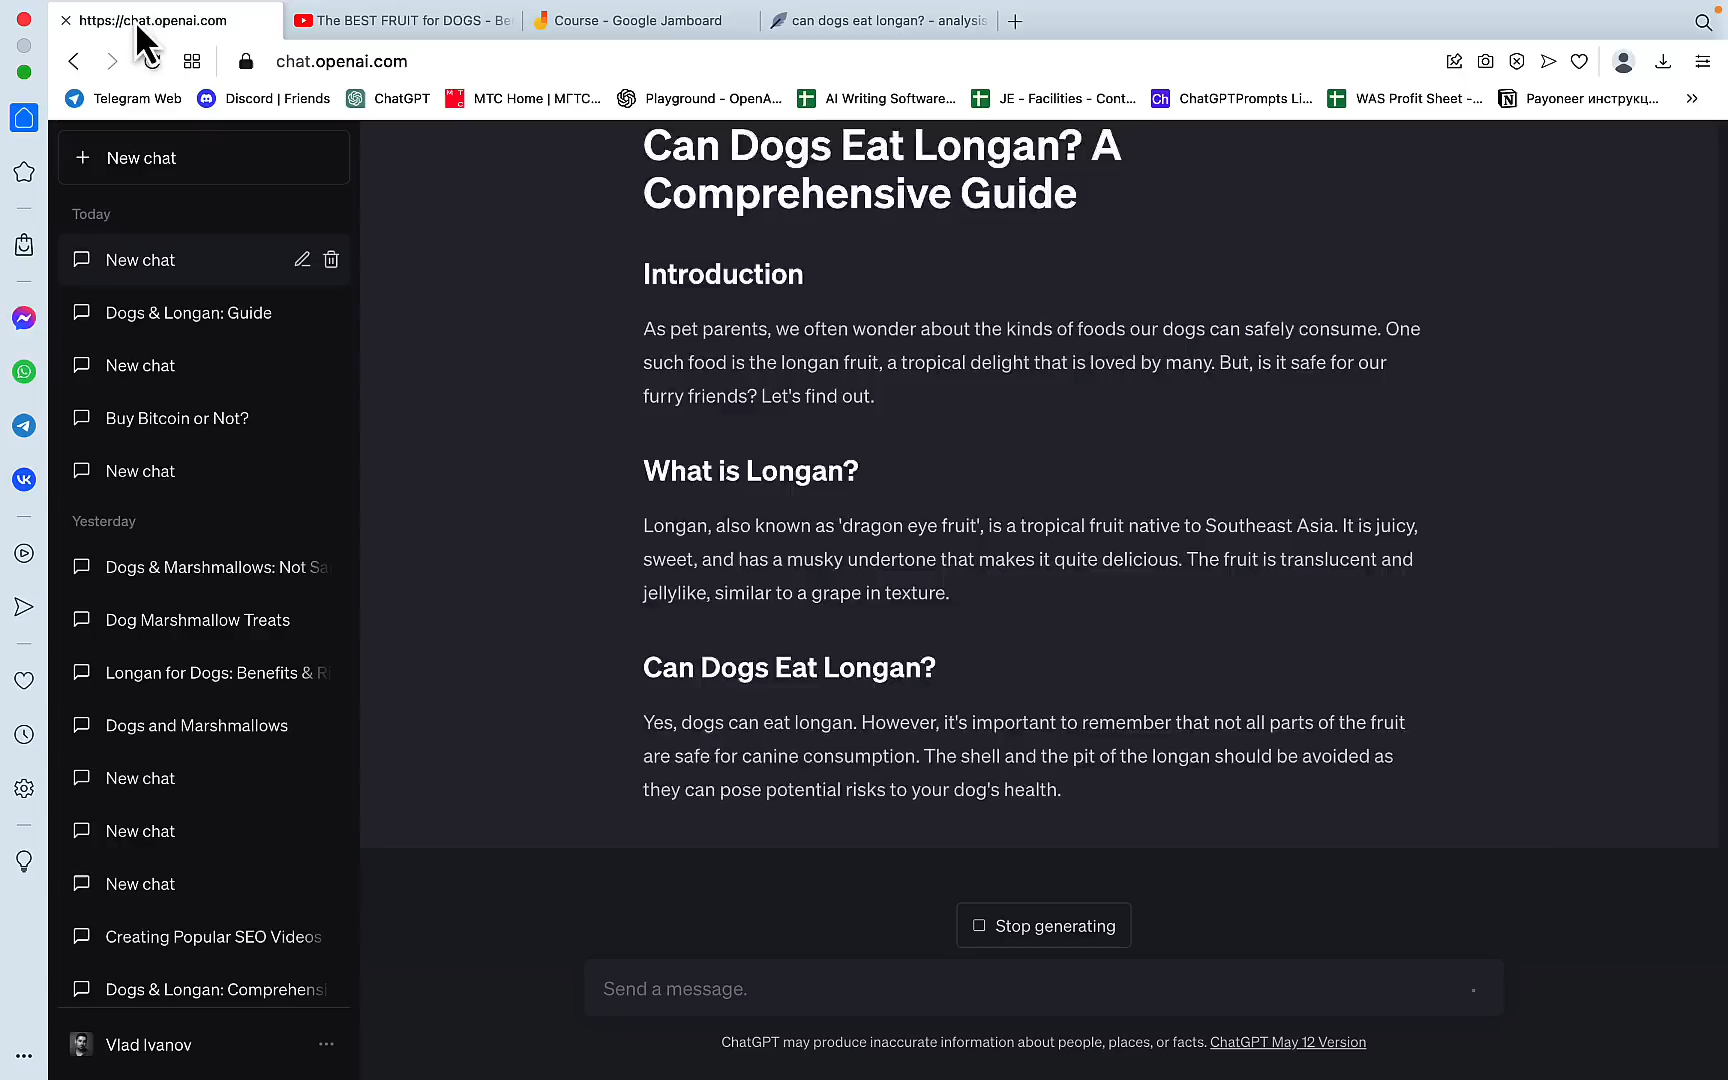 https://chat.openai.com
The BEST FRUIT for DOGS - Be
Course - Google Jamboard
can dogs eat longan? - analysis
chat.openai.com
Telegram Web
Discord | Friends
ChatGPT
МТС Home | МГТС...
Playground - OpenA...
AI Writing Software...
JE - Facilities - Cont...
Ch
ChatGPTPrompts Li...
WAS Profit Sheet -...
Payoneer инструкц...
New chat
Today
New chat
Dogs & Longan: Guide
New chat
Buy Bitcoin or Not?
New chat
Yesterday
Dogs & Marshmallows: Not Sa
Dog Marshmallow Treats
Longan for Dogs: Benefits & R
Dogs and Marshmallows
New chat
New chat
New chat
Creating Popular SEO Videos
Dogs & Longan: Comprehensi
Vlad Ivanov
Can Dogs Eat Longan? A
Comprehensive Guide
Introduction
As pet parents, we often wonder about the kinds of foods our dogs can safely consume. One
such food is the longan fruit, a tropical delight that is loved by many. But, is it safe for our
furry friends? Let's find out.
What is Longan?
Longan, also known as 'dragon eye fruit', is a tropical fruit native to Southeast Asia. It is juicy,
sweet, and has a musky undertone that makes it quite delicious. The fruit is translucent and
jellylike, similar to a grape in texture.
Can Dogs Eat Longan?
Yes, dogs can eat longan. However, it's important to remember that not all parts of the fruit
are safe for canine consumption. The shell and the pit of the longan should be avoided as
they can pose potential risks to your dog's health.
Stop generating
Send a message.
ChatGPT may produce inaccurate information about people, places, or facts. ChatGPT May 12 Version